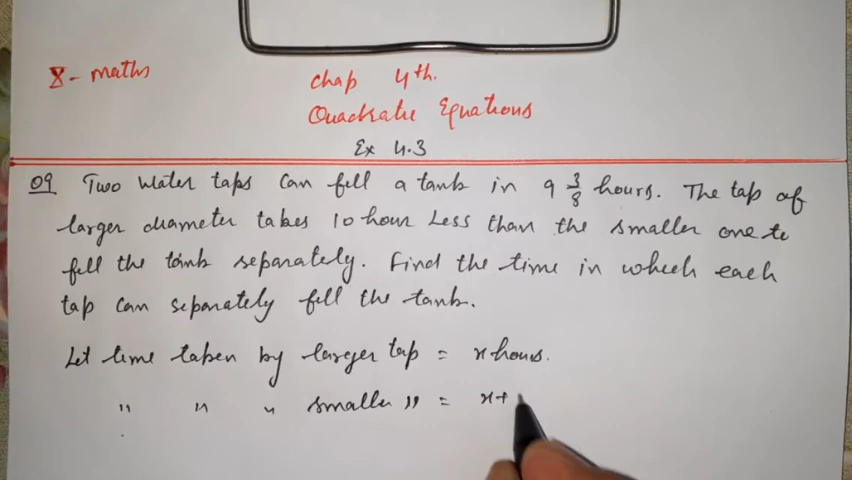 X - maths
Chap 4th.
Quadratic Equations
Ex 4.3
Q9 Two water taps can fill a tank in 9 3/8 hours. The tap of
larger diameter takes 10 hour less than the smaller one to
fill the tank separately. Find the time in which each
tap can separately fill the tank.
Let time taken by larger tap = x hours.
" " " smaller " = x+